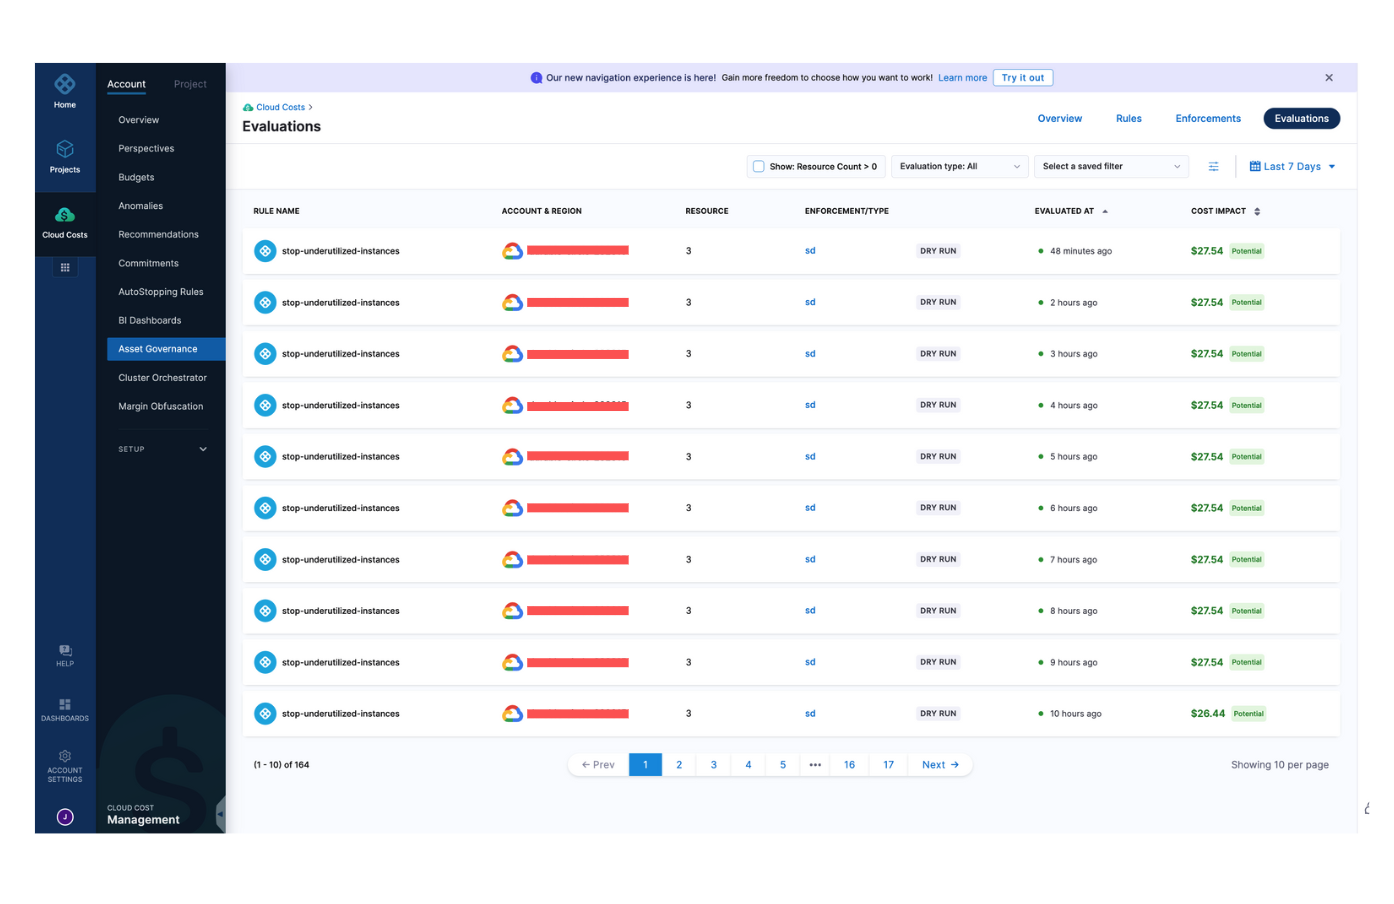 Our new navigation experience is here! Gain more freedom to choose how you want to work! Learn more Try it out
Home
Projects
Cloud Costs
HELP
DASHBOARDS
ACCOUNT
SETTINGS
J
Account Project
Overview
Perspectives
Budgets
Anomalies
Recommendations
Commitments
AutoStopping Rules
BI Dashboards
Asset Governance
Cluster Orchestrator
Margin Obfuscation
SETUP
CLOUD COST
Management
Cloud Costs >
Evaluations
Overview Rules Enforcements Evaluations
Show: Resource Count > 0 Evaluation type: All Select a saved filter Last 7 Days
RULE NAME ACCOUNT & REGION RESOURCE ENFORCEMENT/TYPE EVALUATED AT COST IMPACT
stop-underutilized-instances 3 sd DRY RUN 48 minutes ago $27.54 Potential
stop-underutilized-instances 3 sd DRY RUN 2 hours ago $27.54 Potential
stop-underutilized-instances 3 sd DRY RUN 3 hours ago $27.54 Potential
stop-underutilized-instances 3 sd DRY RUN 4 hours ago $27.54 Potential
stop-underutilized-instances 3 sd DRY RUN 5 hours ago $27.54 Potential
stop-underutilized-instances 3 sd DRY RUN 6 hours ago $27.54 Potential
stop-underutilized-instances 3 sd DRY RUN 7 hours ago $27.54 Potential
stop-underutilized-instances 3 sd DRY RUN 8 hours ago $27.54 Potential
stop-underutilized-instances 3 sd DRY RUN 9 hours ago $27.54 Potential
stop-underutilized-instances 3 sd DRY RUN 10 hours ago $26.44 Potential
(1 - 10) of 164 ← Prev 1 2 3 4 5 ••• 16 17 Next → Showing 10 per page